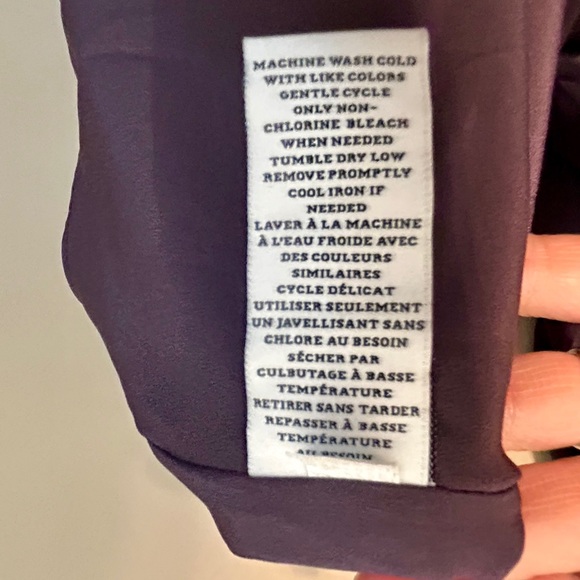 MACHINE WASH COLD
WITH LIKE COLORS
GENTLE CYCLE
ONLY NON-
CHLORINE BLEACH
WHEN NEEDED
TUMBLE DRY LOW
REMOVE PROMPTLY
COOL IRON IF
NEEDED
LAVER À LA MACHINE
À L'EAU FROIDE AVEC
DES COULEURS
SIMILAIRES
CYCLE DÉLICAT
UTILISER SEULEMENT
UN JAVELLISANT SANS
CHLORE AU BESOIN
SÉCHER PAR
CULBUTAGE À BASSE
TEMPÉRATURE
RETIRER SANS TARDER
REPASSER À BASSE
TEMPÉRATURE
AU BESOIN